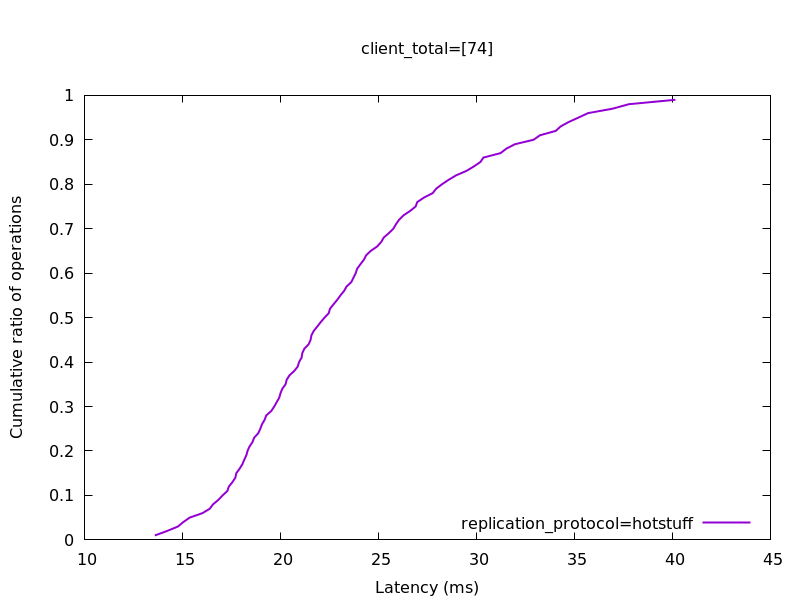 client_total=[74]
Cumulative ratio of operations
1
0.9
0.8
0.7
0.6
0.5
0.4
0.3
0.2
0.1
0
replication_protocol=hotstuff
10 15 20 25 30 35 40 45
Latency (ms)